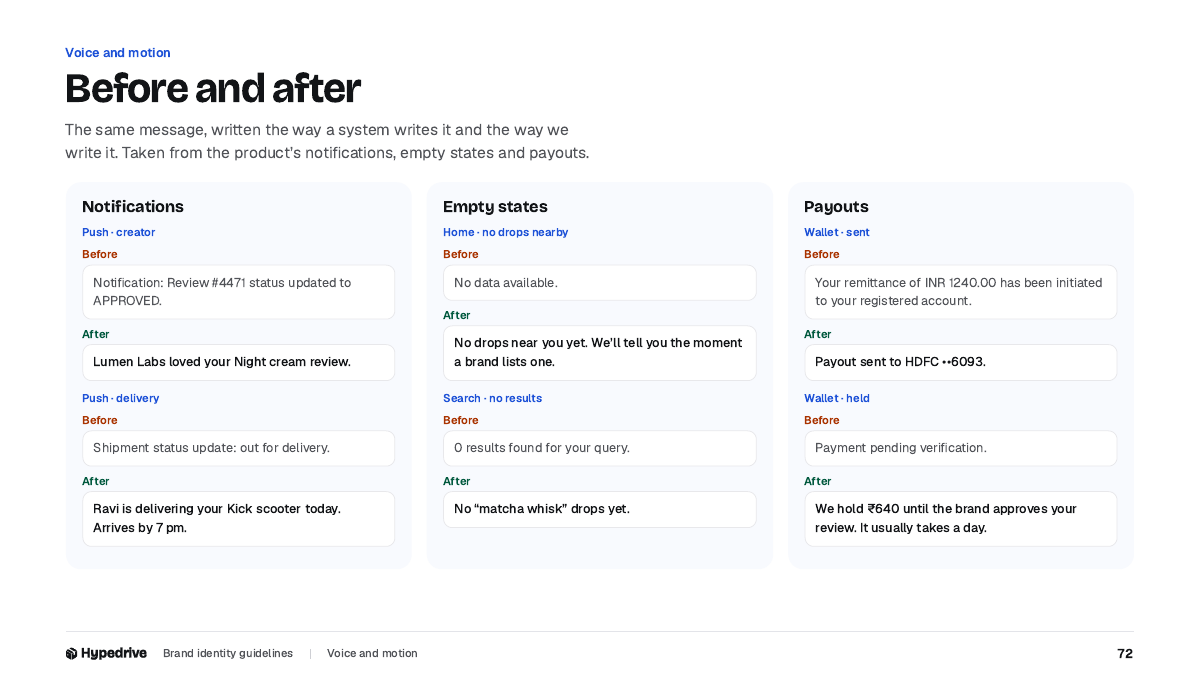 Voice and motion
Before and after
The same message, written the way a system writes it and the way we
write it. Taken from the product's notifications, empty states and payouts.
Notifications
Push · creator
Before
Notification: Review #4471 status updated to
APPROVED.
After
Lumen Labs loved your Night cream review.
Push · delivery
Before
Shipment status update: out for delivery.
After
Ravi is delivering your Kick scooter today.
Arrives by 7 pm.
Empty states
Home · no drops nearby
Before
No data available.
After
No drops near you yet. We'll tell you the moment
a brand lists one.
Search · no results
Before
0 results found for your query.
After
No “matcha whisk” drops yet.
Payouts
Wallet · sent
Before
Your remittance of INR 1240.00 has been initiated
to your registered account.
After
Payout sent to HDFC ••6093.
Wallet · held
Before
Payment pending verification.
After
We hold ₹640 until the brand approves your
review. It usually takes a day.
Hypedrive
Brand identity guidelines
Voice and motion
72